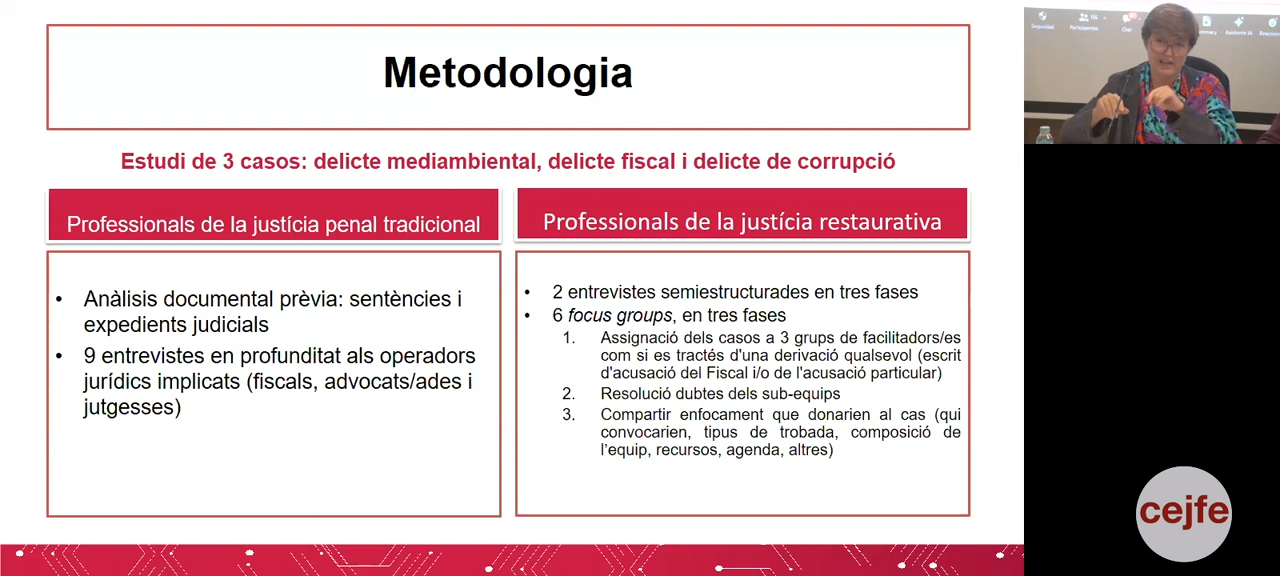 Metodologia
Estudi de 3 casos: delicte mediambiental, delicte fiscal i delicte de corrupció
Professionals de la justícia penal tradicional
• Anàlisis documental prèvia: sentències i
expedients judicials
• 9 entrevistes en profunditat als operadors
jurídics implicats (fiscals, advocats/ades i
jutgesses)
Professionals de la justícia restaurativa
• 2 entrevistes semiestructurades en tres fases
• 6 focus groups, en tres fases
1. Assignació dels casos a 3 grups de facilitadors/es
com si es tractés d'una derivació qualsevol (escrit
d'acusació del Fiscal i/o de l'acusació particular)
2. Resolució dubtes dels sub-equips
3. Compartir enfocament que donarien al cas (qui
convocarien, tipus de trobada, composició de
l'equip, recursos, agenda, altres)
Seguridad
Participantes
Chat
Asistente IA
cejfe